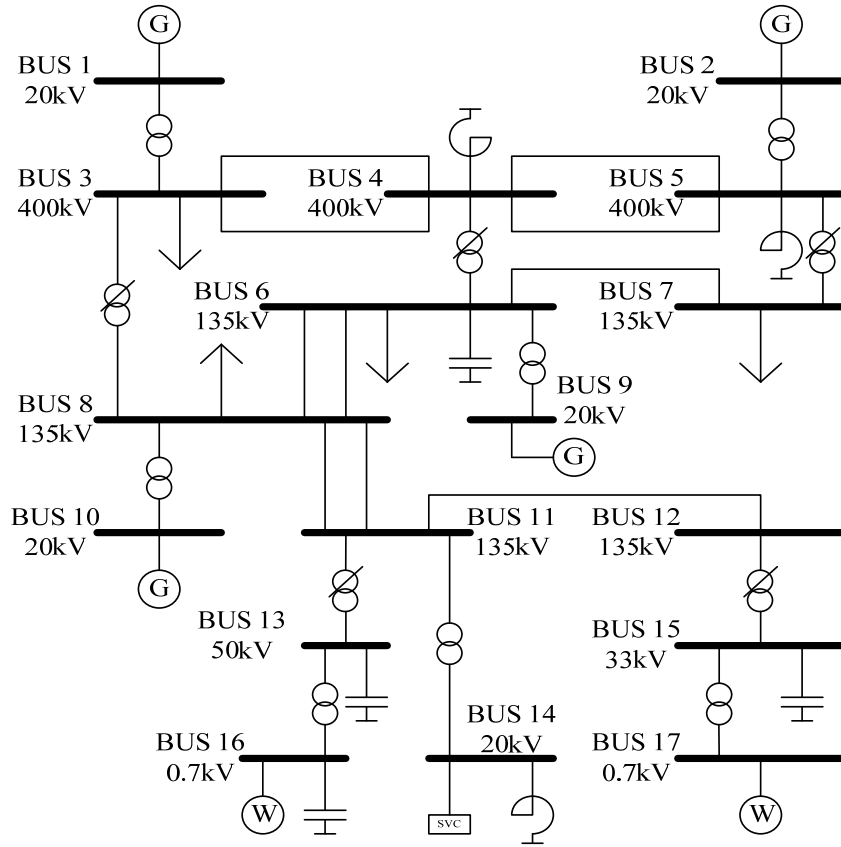 G
G
BUS 1
20kV
BUS 2
20kV
BUS 3
400kV
BUS 4
400kV
BUS 5
400kV
BUS 6
135kV
BUS 7
135kV
BUS 8
135kV
BUS 9
20kV
G
BUS 10
20kV
BUS 11
135kV
BUS 12
135kV
G
BUS 13
50kV
BUS 15
33kV
BUS 14
20kV
BUS 16
0.7kV
BUS 17
0.7kV
W
SVC
W